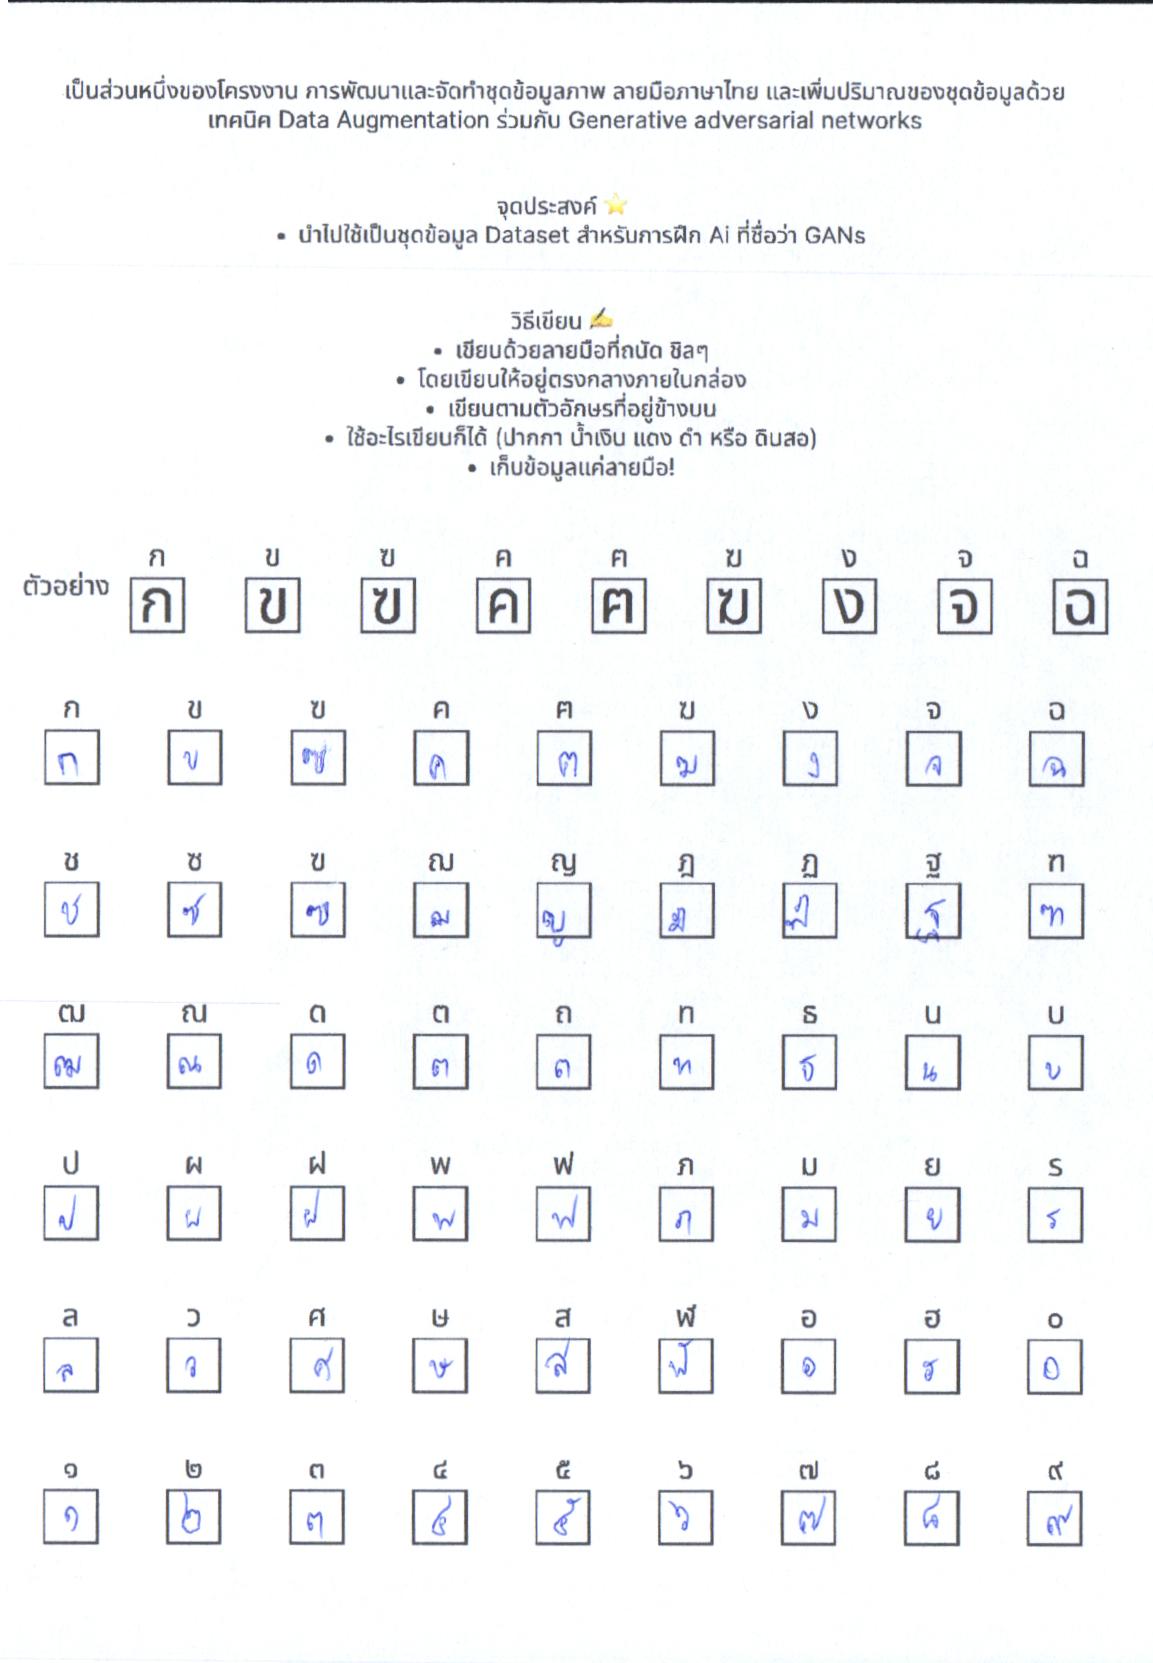 เป็นส่วนหนึ่งของโครงงาน การพัฒนาและจัดทำชุดข้อมูลภาพ ลายมือภาษาไทย และเพิ่มปริมาณของชุดข้อมูลด้วย
เทคนิค Data Augmentation ร่วมกับ Generative adversarial networks
จุดประสงค์ ⭐
• นำไปใช้เป็นชุดข้อมูล Dataset สำหรับการฝึก Ai ที่ชื่อว่า GANs
วิธีเขียน ✍
• เขียนด้วยลายมือที่ถนัด ชิลๆ
• โดยเขียนให้อยู่ตรงกลางภายในกล่อง
• เขียนตามตัวอักษรที่อยู่ข้างบน
• ใช้อะไรเขียนก็ได้ (ปากกา น้ำเงิน แดง ดำ หรือ ดินสอ)
• เก็บข้อมูลแค่ลายมือ!
ก ข ฃ ค ฅ ฆ ง จ ฉ
ตัวอย่าง ก ข ฃ ค ฅ ฆ ง จ ฉ
ก ข ฃ ค ฅ ฆ ง จ ฉ
ก ข ค ฅ ฆ ง จ ฉ
ช ซ ฃ ฌ ญ ฎ ฏ ฐ ฑ
ช ซ ฃ ฌ ญ ฎ ฏ ฐ ฑ
ฒ ณ ด ต ถ ท ธ น บ
ฒ ณ ด ต ถ ท ธ น บ
ป ผ ฝ พ ฟ ภ ม ย ร
ป ผ ฝ พ ฟ ภ ม ย ร
ล ว ศ ษ ส ฬ อ ฮ ๐
ล ว ศ ษ ส ฬ อ ฮ ๐
๑ ๒ ๓ ๔ ๕ ๖ ๗ ๘ ๙
๑ ๒ ๓ ๔ ๕ ๖ ๗ ๘ ๙